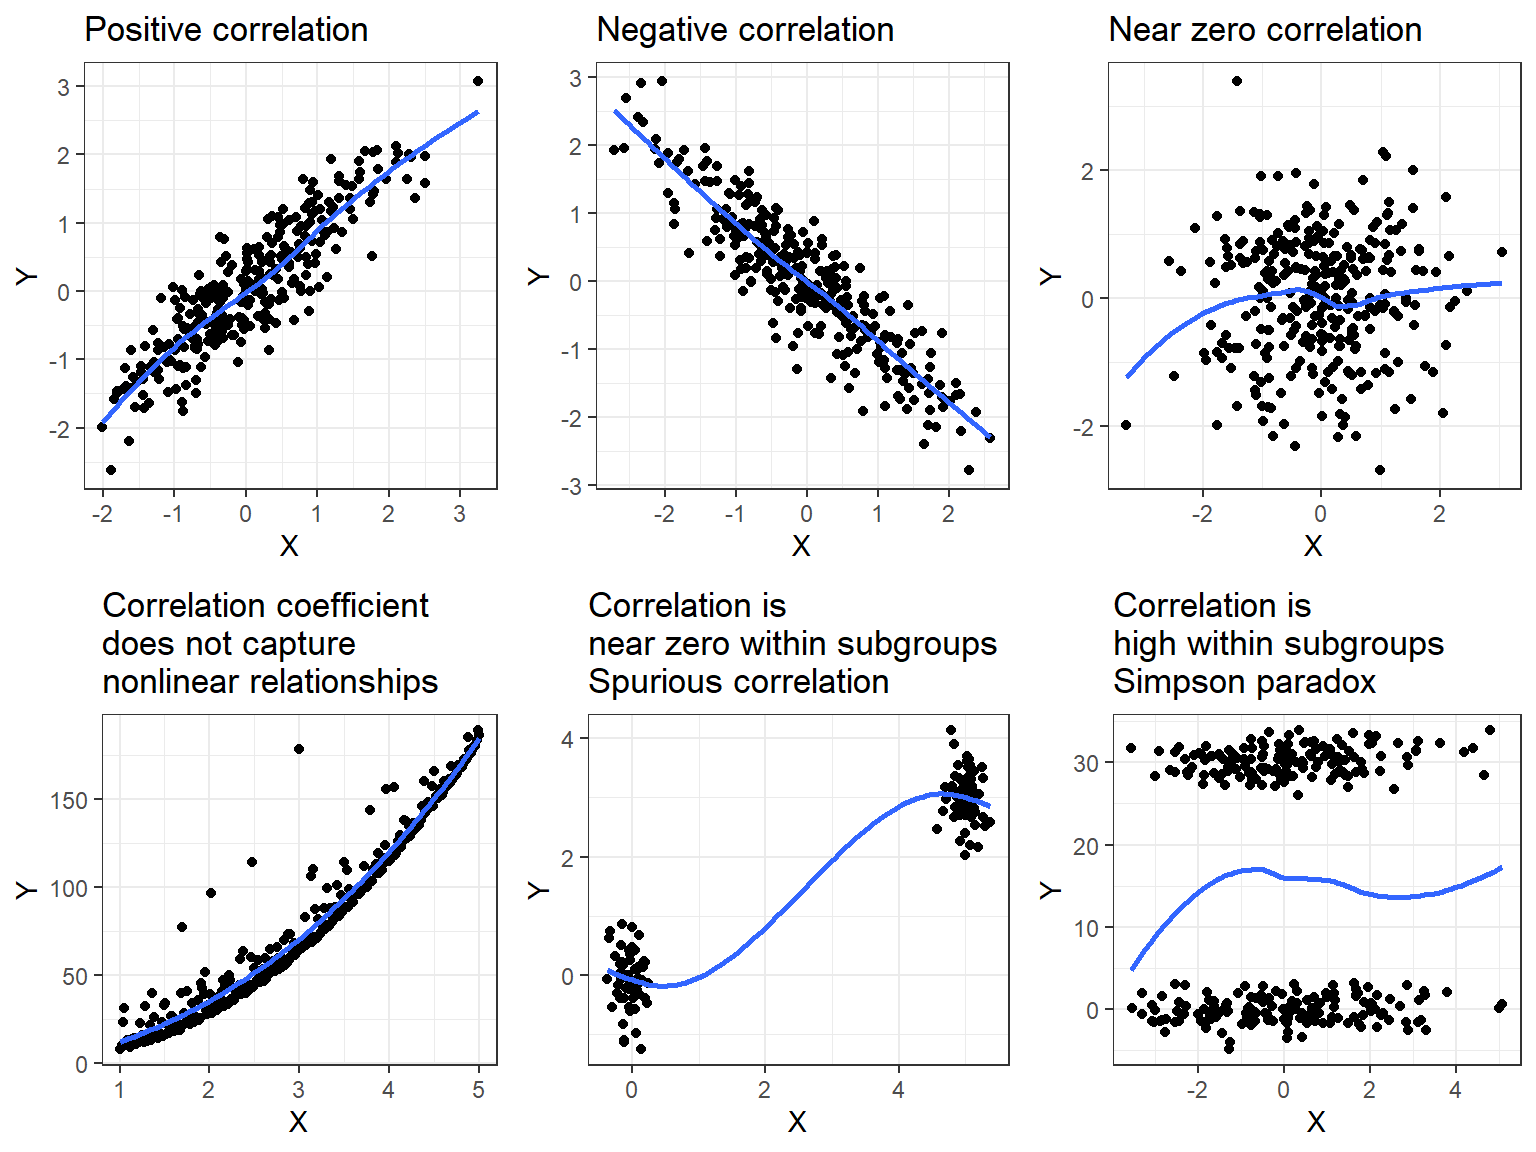 Positive correlation
Negative correlation
Near zero correlation
3
2
1
0
-1
-2
Y
-2
-1
0
1
2
3
X
3
2
1
0
-1
-2
-3
Y
-2
-1
0
1
2
X
2
0
-2
Y
-2
0
2
X
Correlation coefficient
does not capture
nonlinear relationships
Correlation is
near zero within subgroups
Spurious correlation
Correlation is
high within subgroups
Simpson paradox
150
100
50
0
Y
1
2
3
4
5
X
4
2
0
Y
0
2
4
X
30
20
10
0
Y
-2
0
2
4
X